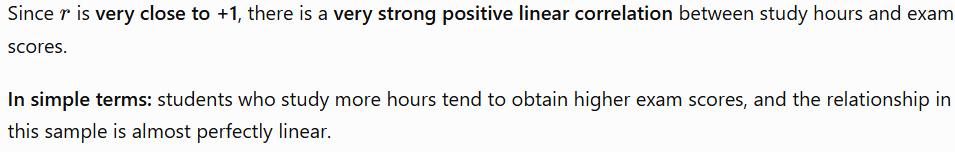 Since r is very close to +1, there is a very strong positive linear correlation between study hours and exam
scores.
In simple terms: students who study more hours tend to obtain higher exam scores, and the relationship in
this sample is almost perfectly linear.